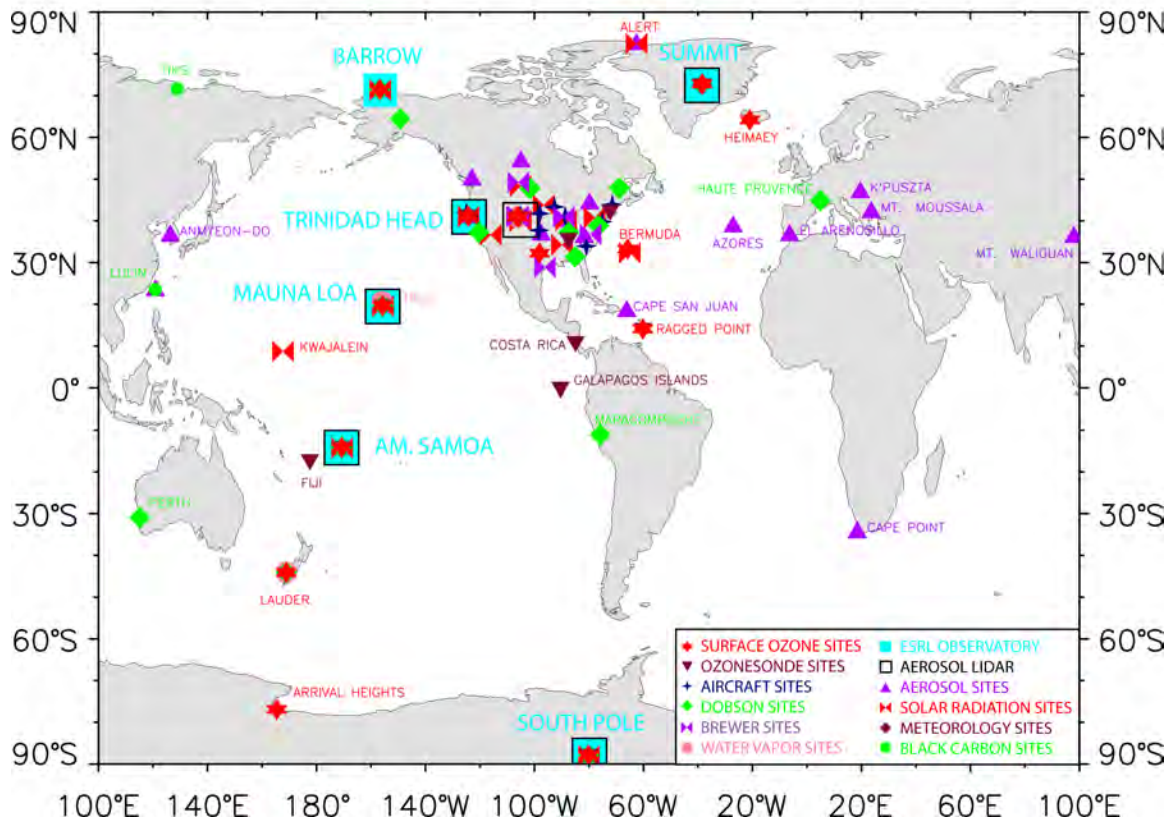 90°N
90°N
ALERT
BARROW
SUMMIT
TIKSI
60°N
60°N
HEIMAEY
HAUTE PROVENCE
K'PUSZTA
TRINIDAD HEAD
MT. MOUSSALA
ANMYEON-DO
BERMUDA
AZORES
EL ARENOSILLO
MT. WALIGUAN
30°N
30°N
LULIN
MAUNA LOA
CAPE SAN JUAN
RAGGED POINT
KWAJALEIN
COSTA RICA
GALAPAGOS ISLANDS
0°
0°
AM. SAMOA
FIJI
PERTH
30°S
30°S
CAPE POINT
LAUDER
60°S
60°S
SURFACE OZONE SITES
OZONESONDE SITES
AIRCRAFT SITES
DOBSON SITES
BREWER SITES
WATER VAPOR SITES
ESRL OBSERVATORY
AEROSOL LIDAR
AEROSOL SITES
SOLAR RADIATION SITES
METEOROLOGY SITES
BLACK CARBON SITES
ARRIVAL HEIGHTS
SOUTH POLE
90°S
90°S
100°E 140°E 180° 140°W 100°W 60°W 20°W 20°E 60°E 100°E